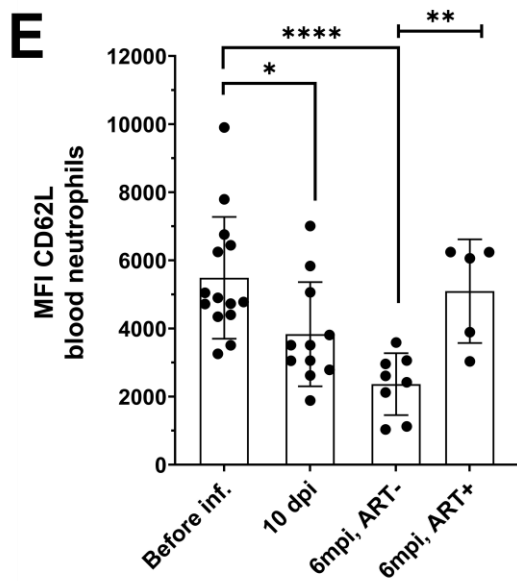 E
**
****
*
12000
10000
8000
6000
4000
2000
0
MFI CD62L
blood neutrophils
Before inf.
10 dpi
6mpi, ART-
6mpi, ART+